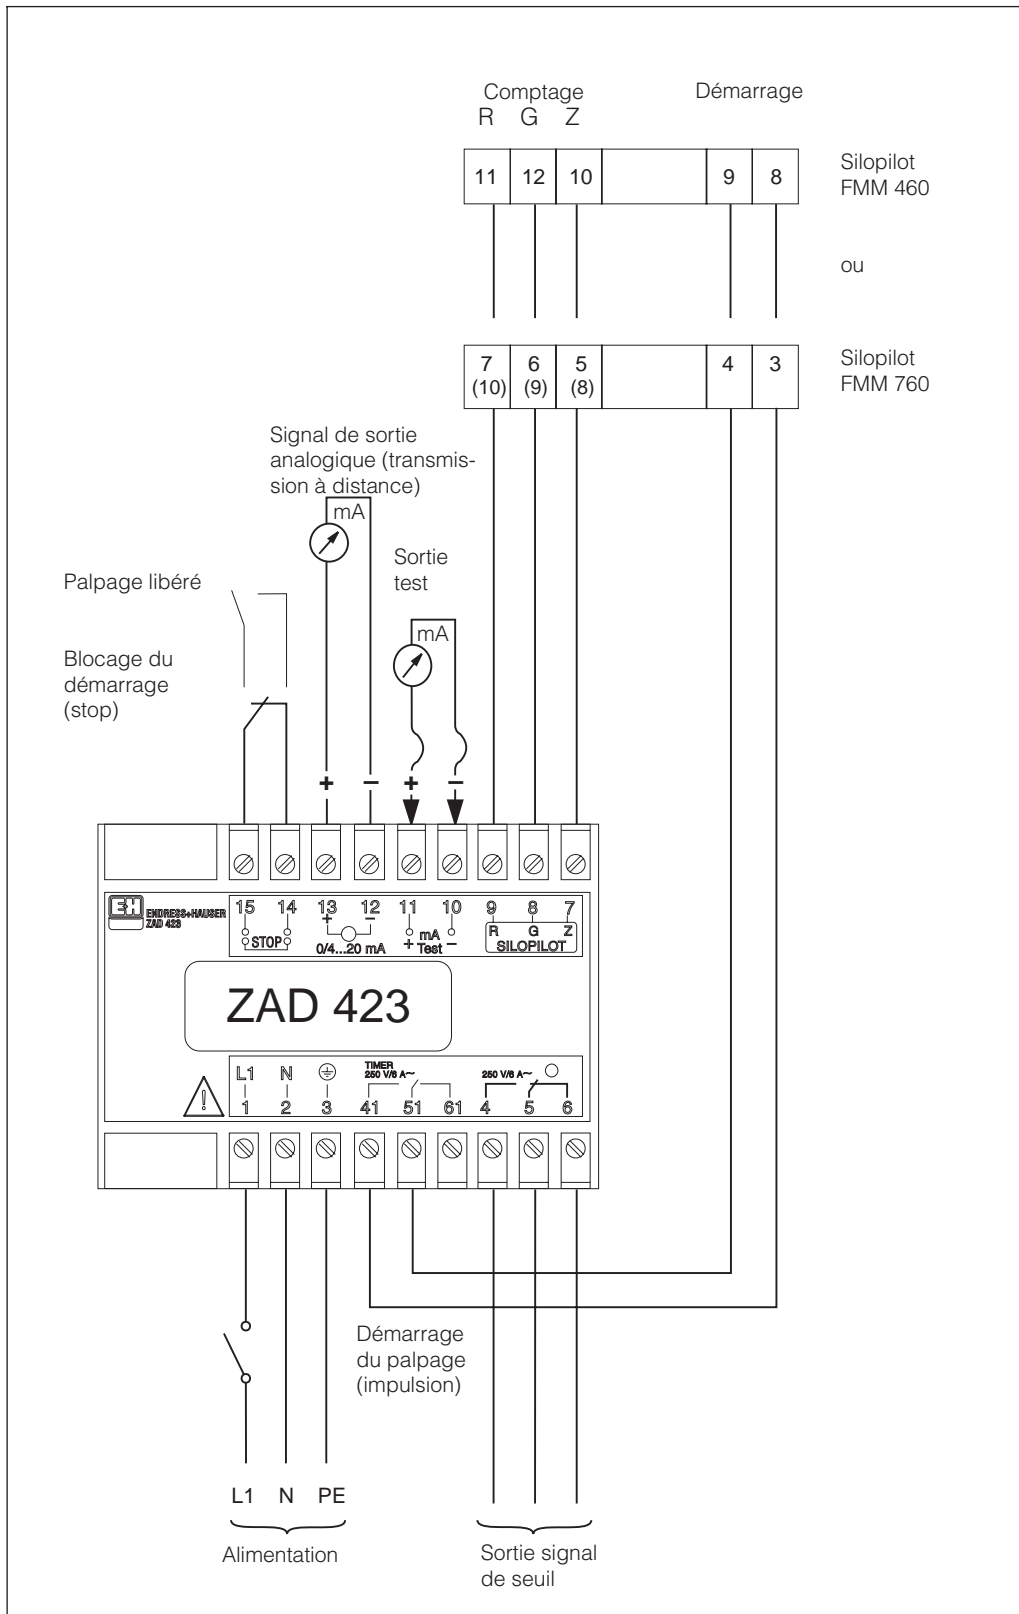 Comptage Démarrage
R G Z
11 12 10 9 8
Silopilot
FMM 460
ou
7 6 5 4 3
(10) (9) (8)
Silopilot
FMM 760
Signal de sortie
analogique (transmis-
sion à distance)
mA
Sortie
test
mA
Palpage libéré
Blocage du
démarrage
(stop)
+ − + −
EH ENDRESS+HAUSER
ZAD 423
15 14 13 12 11 10 9 8 7
+ −
STOP
0/4...20 mA
+ mA −
Test
R G Z
SILOPILOT
ZAD 423
L1 N
TIMER
250 V/6 A~
250 V/6 A~
!
1 2 3 41 51 61 4 5 6
Démarrage
du palpage
(impulsion)
L1 N PE
Alimentation
Sortie signal
de seuil